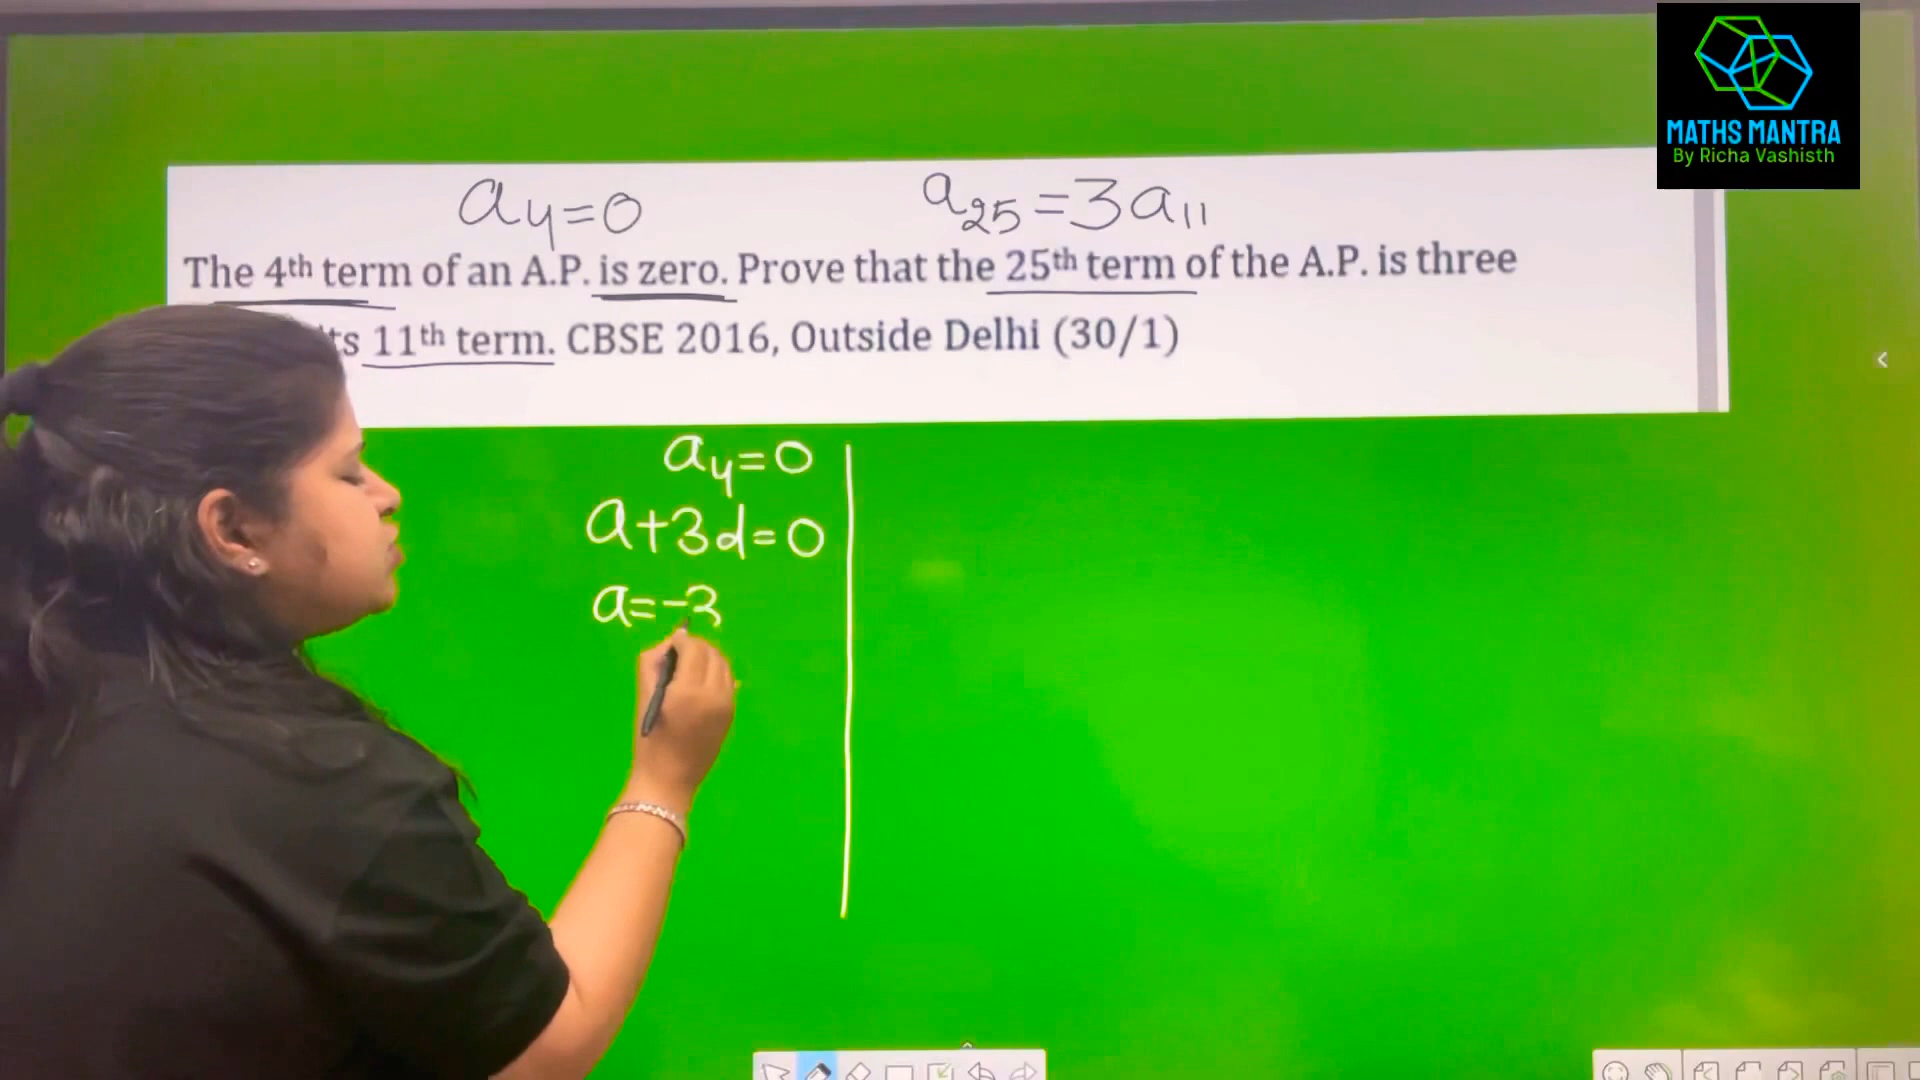 MATHS MANTRA
By Richa Vashisth
a4=0 a25=3a11
The 4th term of an A.P. is zero. Prove that the 25th term of the A.P. is three
11th term. CBSE 2016, Outside Delhi (30/1)
a4=0
a+3d=0
a=-3